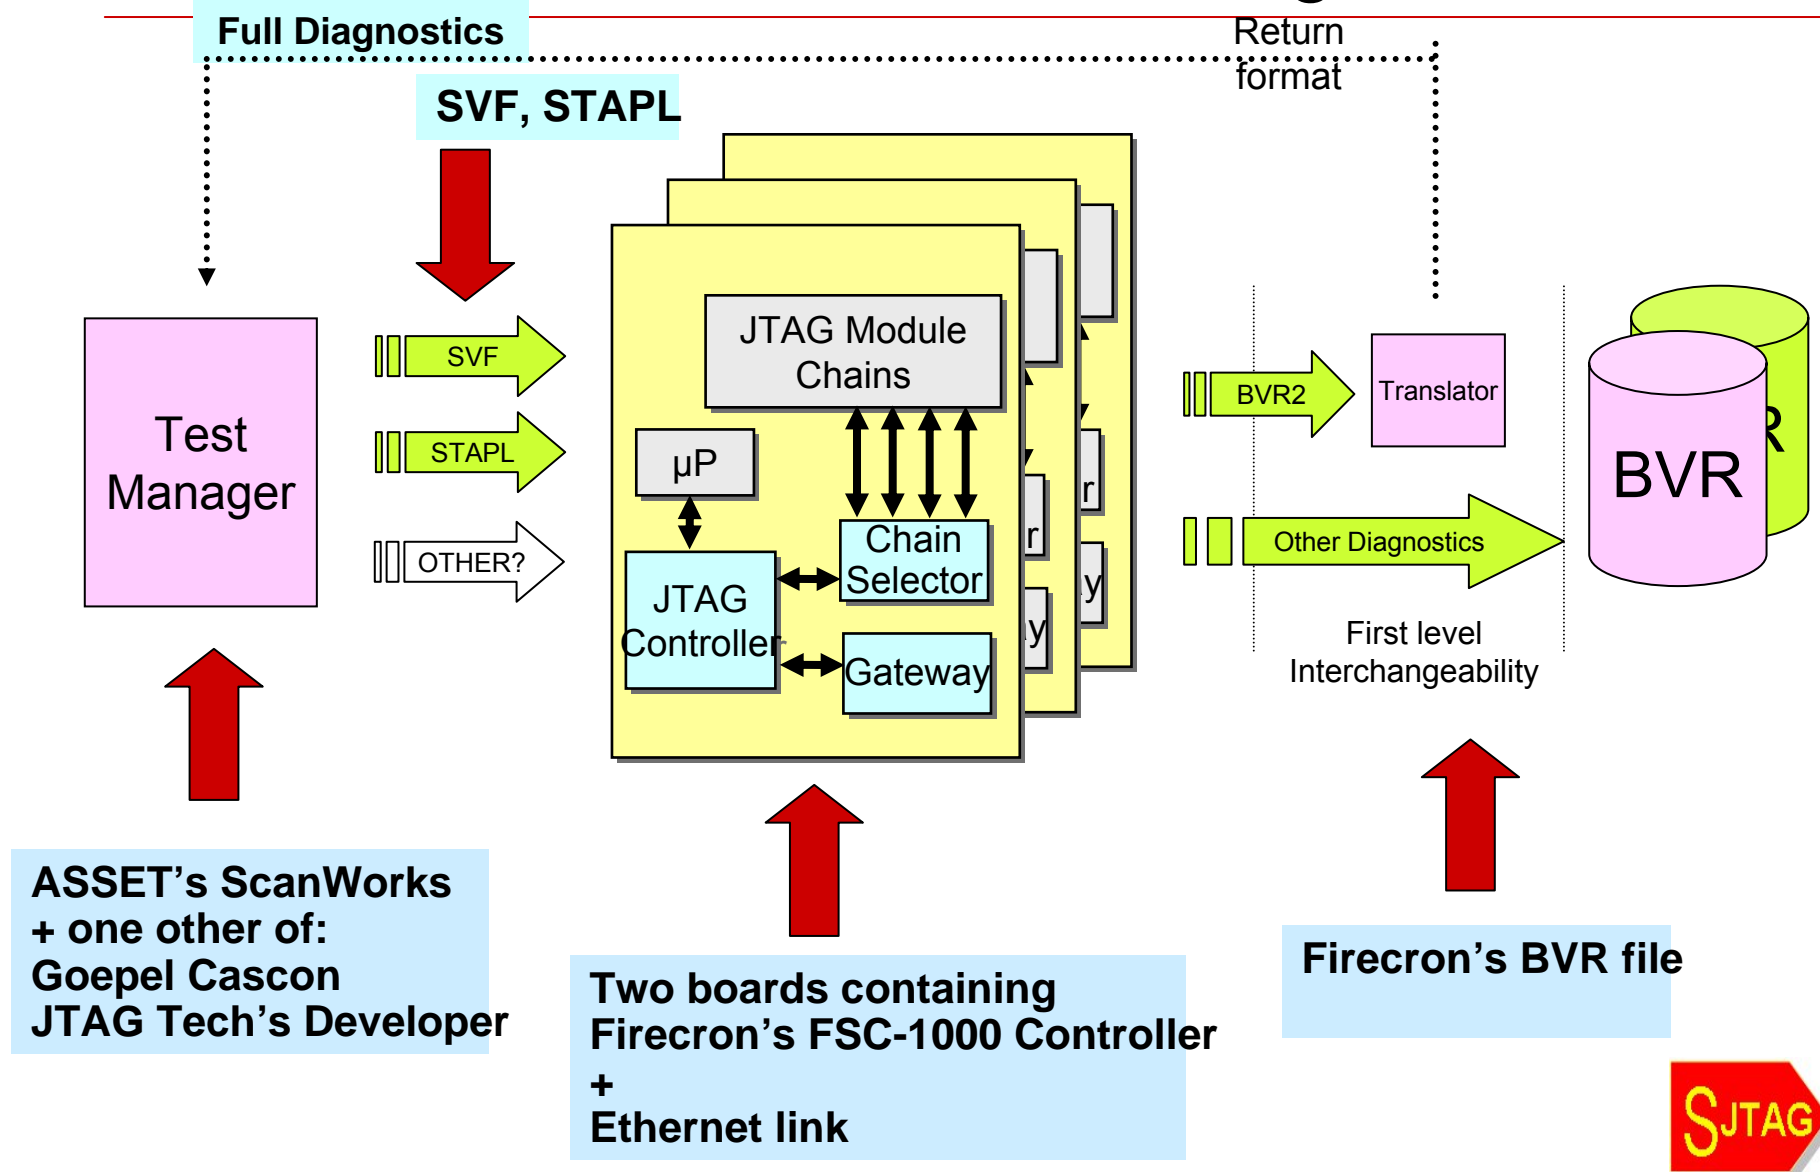 Full Diagnostics
Return
format
SVF, STAPL
SVF
STAPL
OTHER?
Test
Manager
JTAG Module
Chains
µP
JTAG
Controller
Chain
Selector
Gateway
r
r
y
y
BVR2
Translator
Other Diagnostics
First level
Interchangeability
BVR
R
ASSET’s ScanWorks
+ one other of:
Goepel Cascon
JTAG Tech’s Developer
Two boards containing
Firecron’s FSC-1000 Controller
+
Ethernet link
Firecron’s BVR file
SJTAG